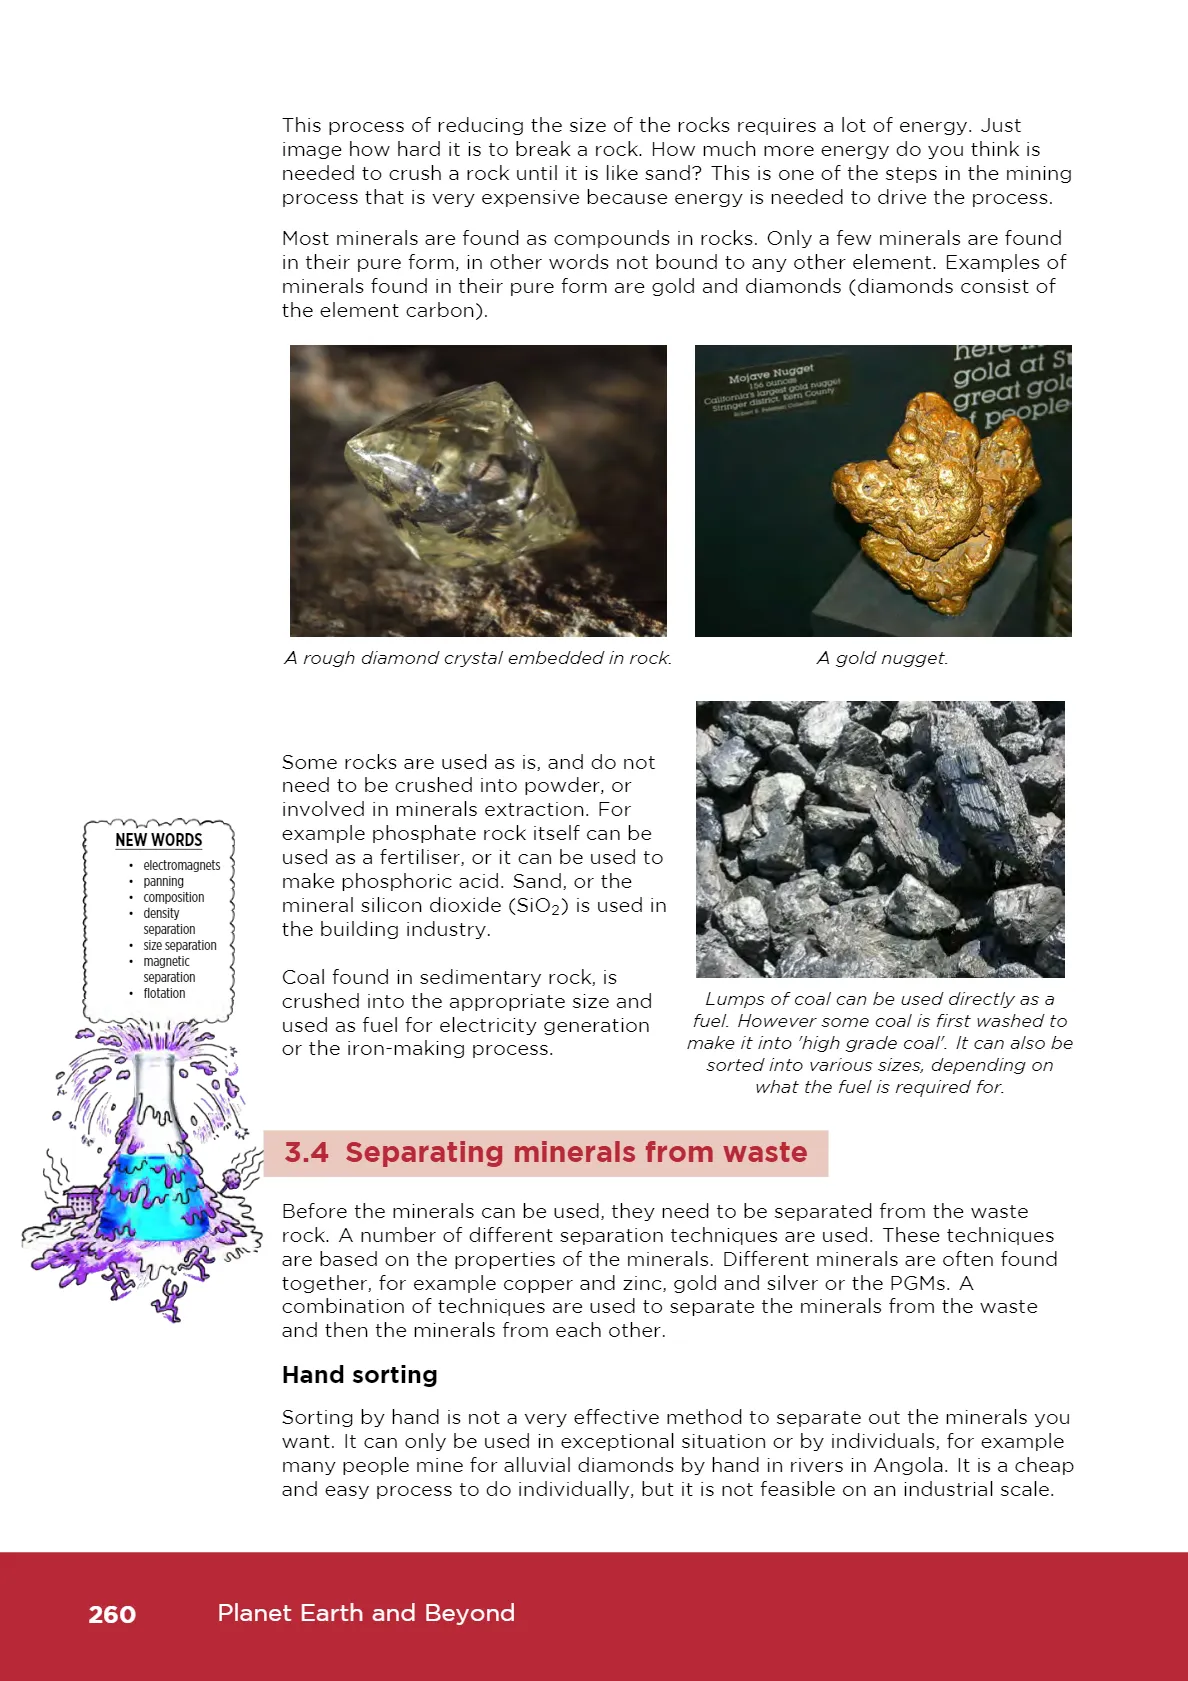 This process of reducing the size of the rocks requires a lot of energy. Just
image how hard it is to break a rock. How much more energy do you think is
needed to crush a rock until it is like sand? This is one of the steps in the mining
process that is very expensive because energy is needed to drive the process.
Most minerals are found as compounds in rocks. Only a few minerals are found
in their pure form, in other words not bound to any other element. Examples of
minerals found in their pure form are gold and diamonds (diamonds consist of
the element carbon).
Mojave Nugget
156 ounces
California's largest gold nugget
Stringer district, Kern County
gold at
great gold
people
A rough diamond crystal embedded in rock.
A gold nugget.
Some rocks are used as is, and do not
need to be crushed into powder, or
involved in minerals extraction. For
example phosphate rock itself can be
used as a fertiliser, or it can be used to
make phosphoric acid. Sand, or the
mineral silicon dioxide (SiO₂) is used in
the building industry.
Coal found in sedimentary rock, is
crushed into the appropriate size and
used as fuel for electricity generation
or the iron-making process.
Lumps of coal can be used directly as a
fuel. However some coal is first washed to
make it into 'high grade coal'. It can also be
sorted into various sizes, depending on
what the fuel is required for.
NEW WORDS
• electromagnets
• panning
• composition
• density
separation
• size separation
• magnetic
separation
• flotation
3.4 Separating minerals from waste
Before the minerals can be used, they need to be separated from the waste
rock. A number of different separation techniques are used. These techniques
are based on the properties of the minerals. Different minerals are often found
together, for example copper and zinc, gold and silver or the PGMs. A
combination of techniques are used to separate the minerals from the waste
and then the minerals from each other.
Hand sorting
Sorting by hand is not a very effective method to separate out the minerals you
want. It can only be used in exceptional situation or by individuals, for example
many people mine for alluvial diamonds by hand in rivers in Angola. It is a cheap
and easy process to do individually, but it is not feasible on an industrial scale.
260 Planet Earth and Beyond